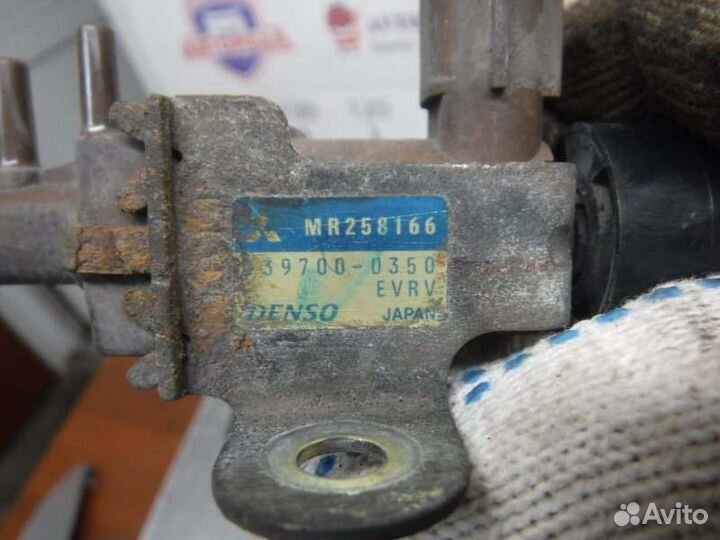 MR258166
39700-0350
EVRV
DENSO JAPAN
Avito